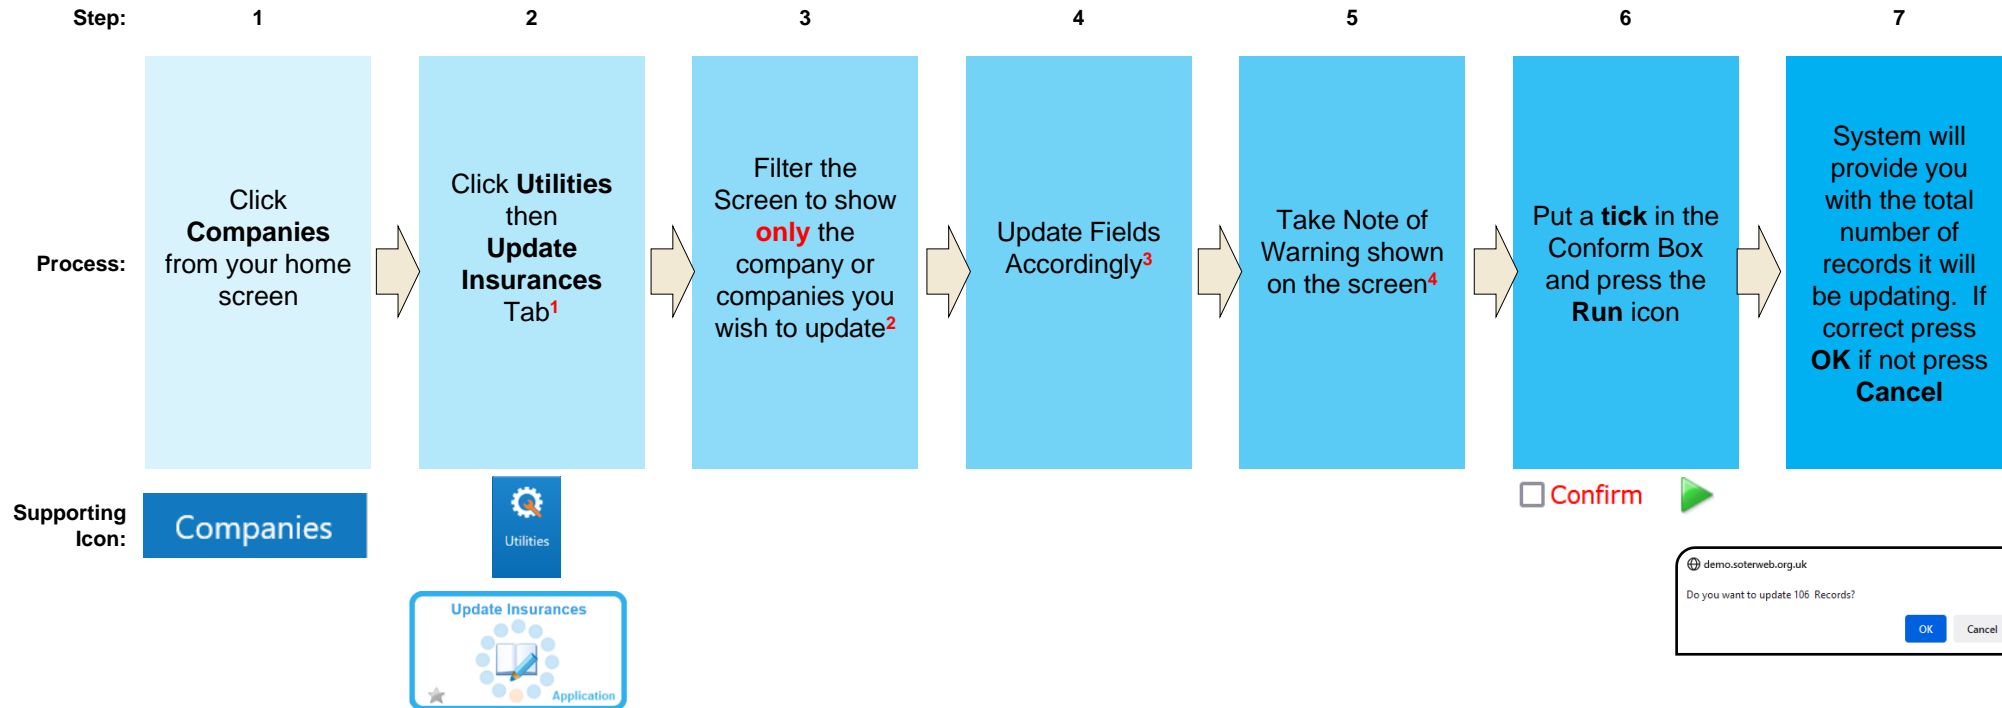 Step:
1
2
3
4
5
6
7
Process:
Click
Companies
from your home
screen
Click Utilities
then
Update
Insurances
Tab1
Filter the
Screen to show
only the
company or
companies you
wish to update2
Update Fields
Accordingly3
Take Note of
Warning shown
on the screen4
Put a tick in the
Conform Box
and press the
Run icon
System will
provide you
with the total
number of
records it will
be updating.  If
correct press
OK if not press
Cancel
Supporting
Icon:
Companies
Utilities
Update Insurances
Application
Confirm
demo.soterweb.org.uk
Do you want to update 106 Records?
OK
Cancel